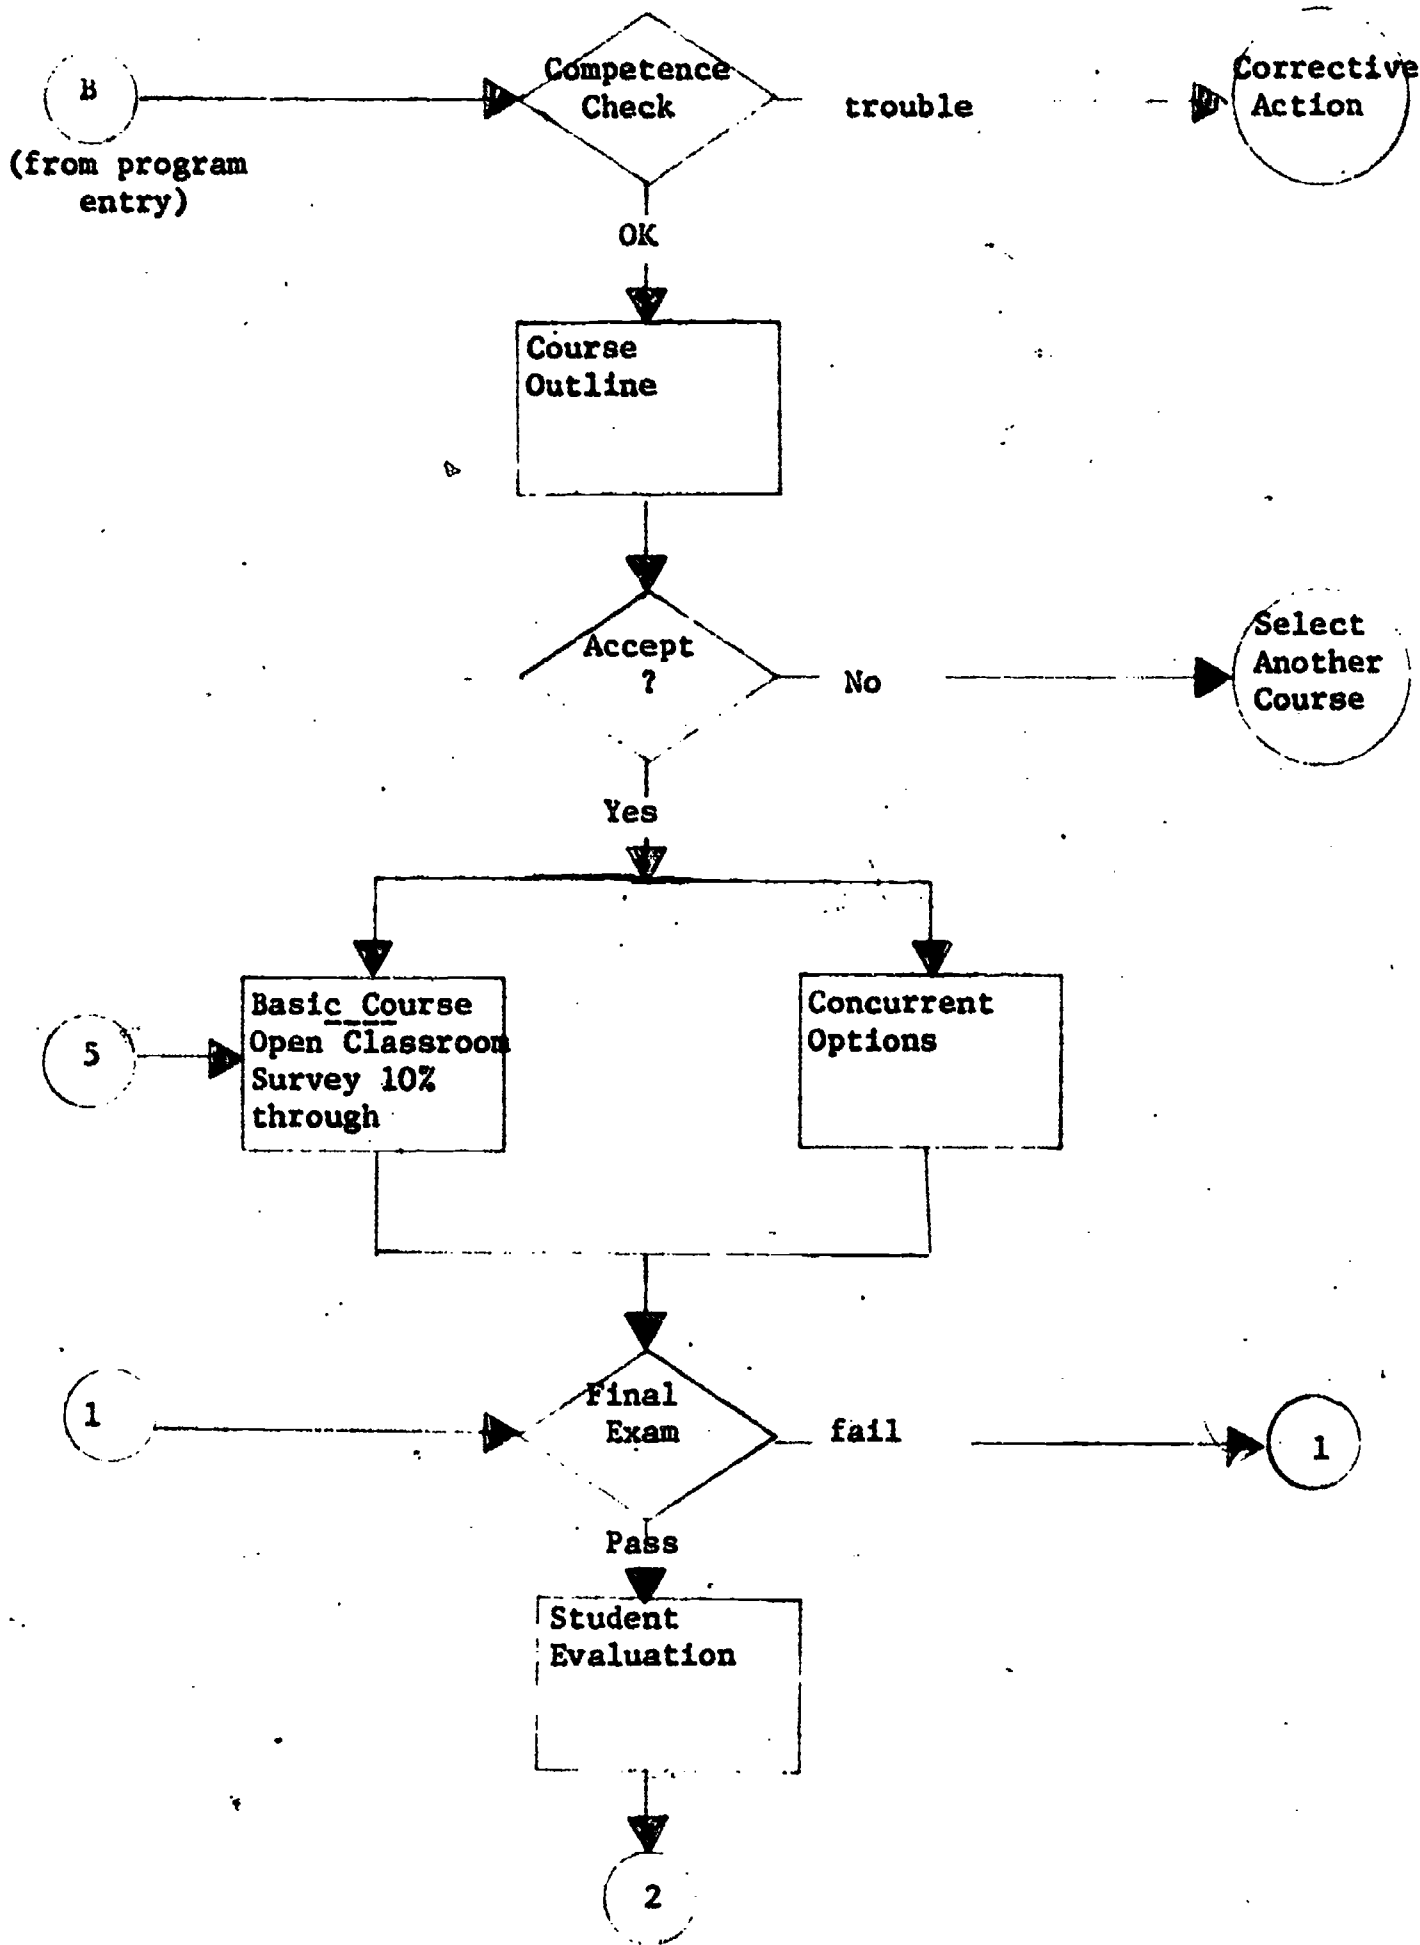 B
(from program
entry)
Competence
Check
trouble
Corrective
Action
OK
Course
Outline
Accept
?
No
Select
Another
Course
Yes
5
Basic Course
Open Classroom
Survey 10%
through
Concurrent
Options
1
Final
Exam
fail
1
Pass
Student
Evaluation
2